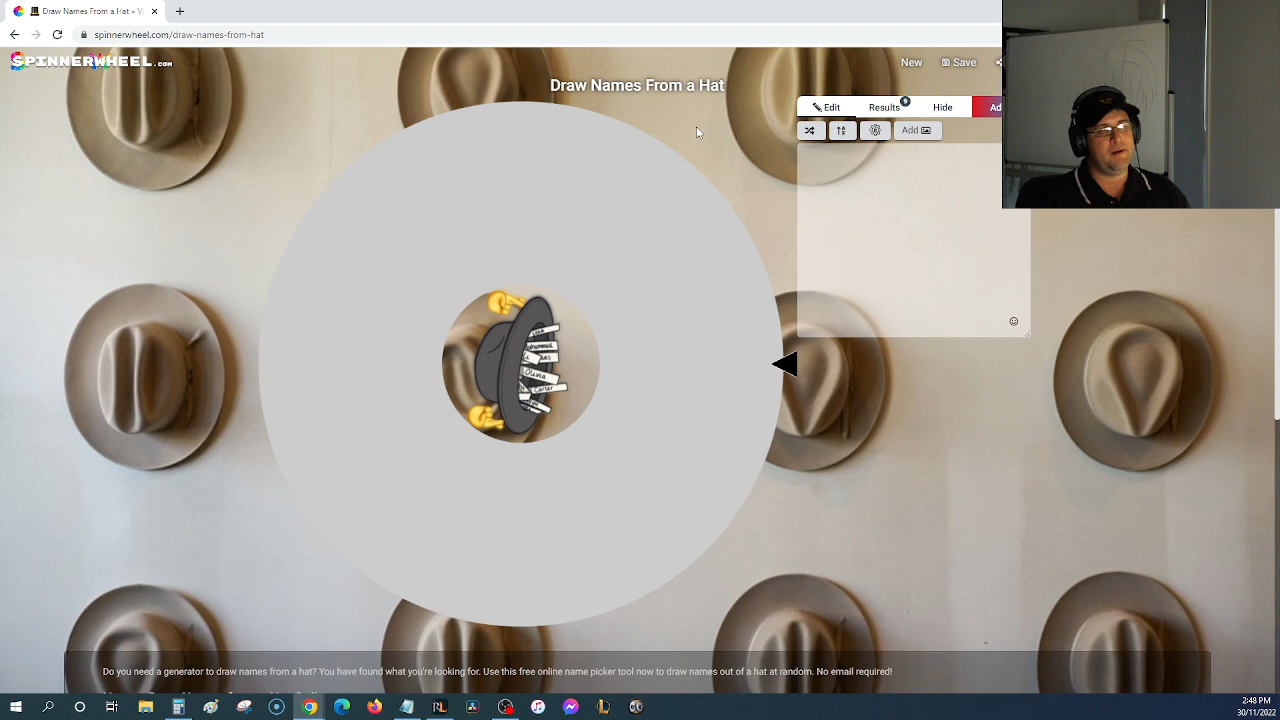 Draw Names From a Hat « Vi
spinnerwheel.com/draw-names-from-hat
SPINNERWHEEL.COM
New Save
Draw Names From a Hat
Edit Results 9 Hide Ad
Add
Olivia
Carter
Do you need a generator to draw names from a hat? You have found what you're looking for. Use this free online name picker tool now to draw names out of a hat at random. No email required!
2:48 PM
30/11/2022